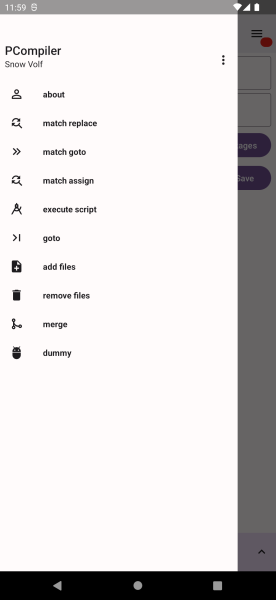 11:59
PCompiler
Snow Volf
about
match replace
match goto
match assign
execute script
goto
add files
remove files
merge
dummy
ages
Save